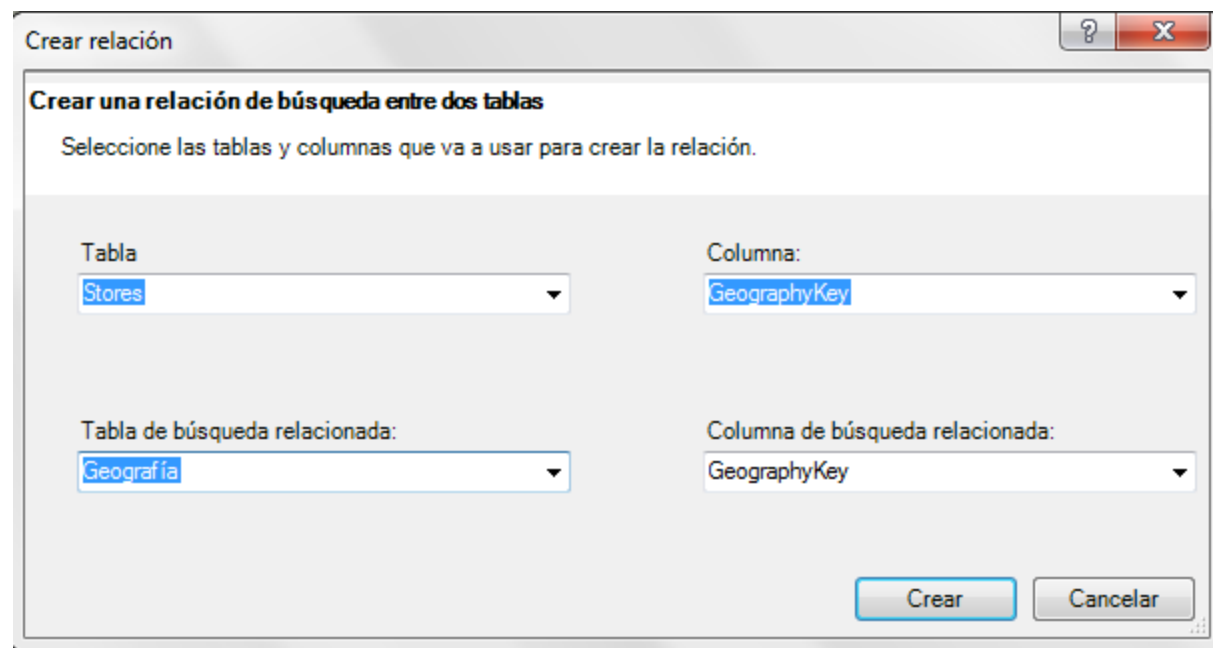 Crear relación
?
Crear una relación de búsqueda entre dos tablas
Seleccione las tablas y columnas que va a usar para crear la relación.
Tabla
Columna:
Stores
GeographyKey
Tabla de búsqueda relacionada:
Columna de búsqueda relacionada:
Geografía
GeographyKey
Crear
Cancelar